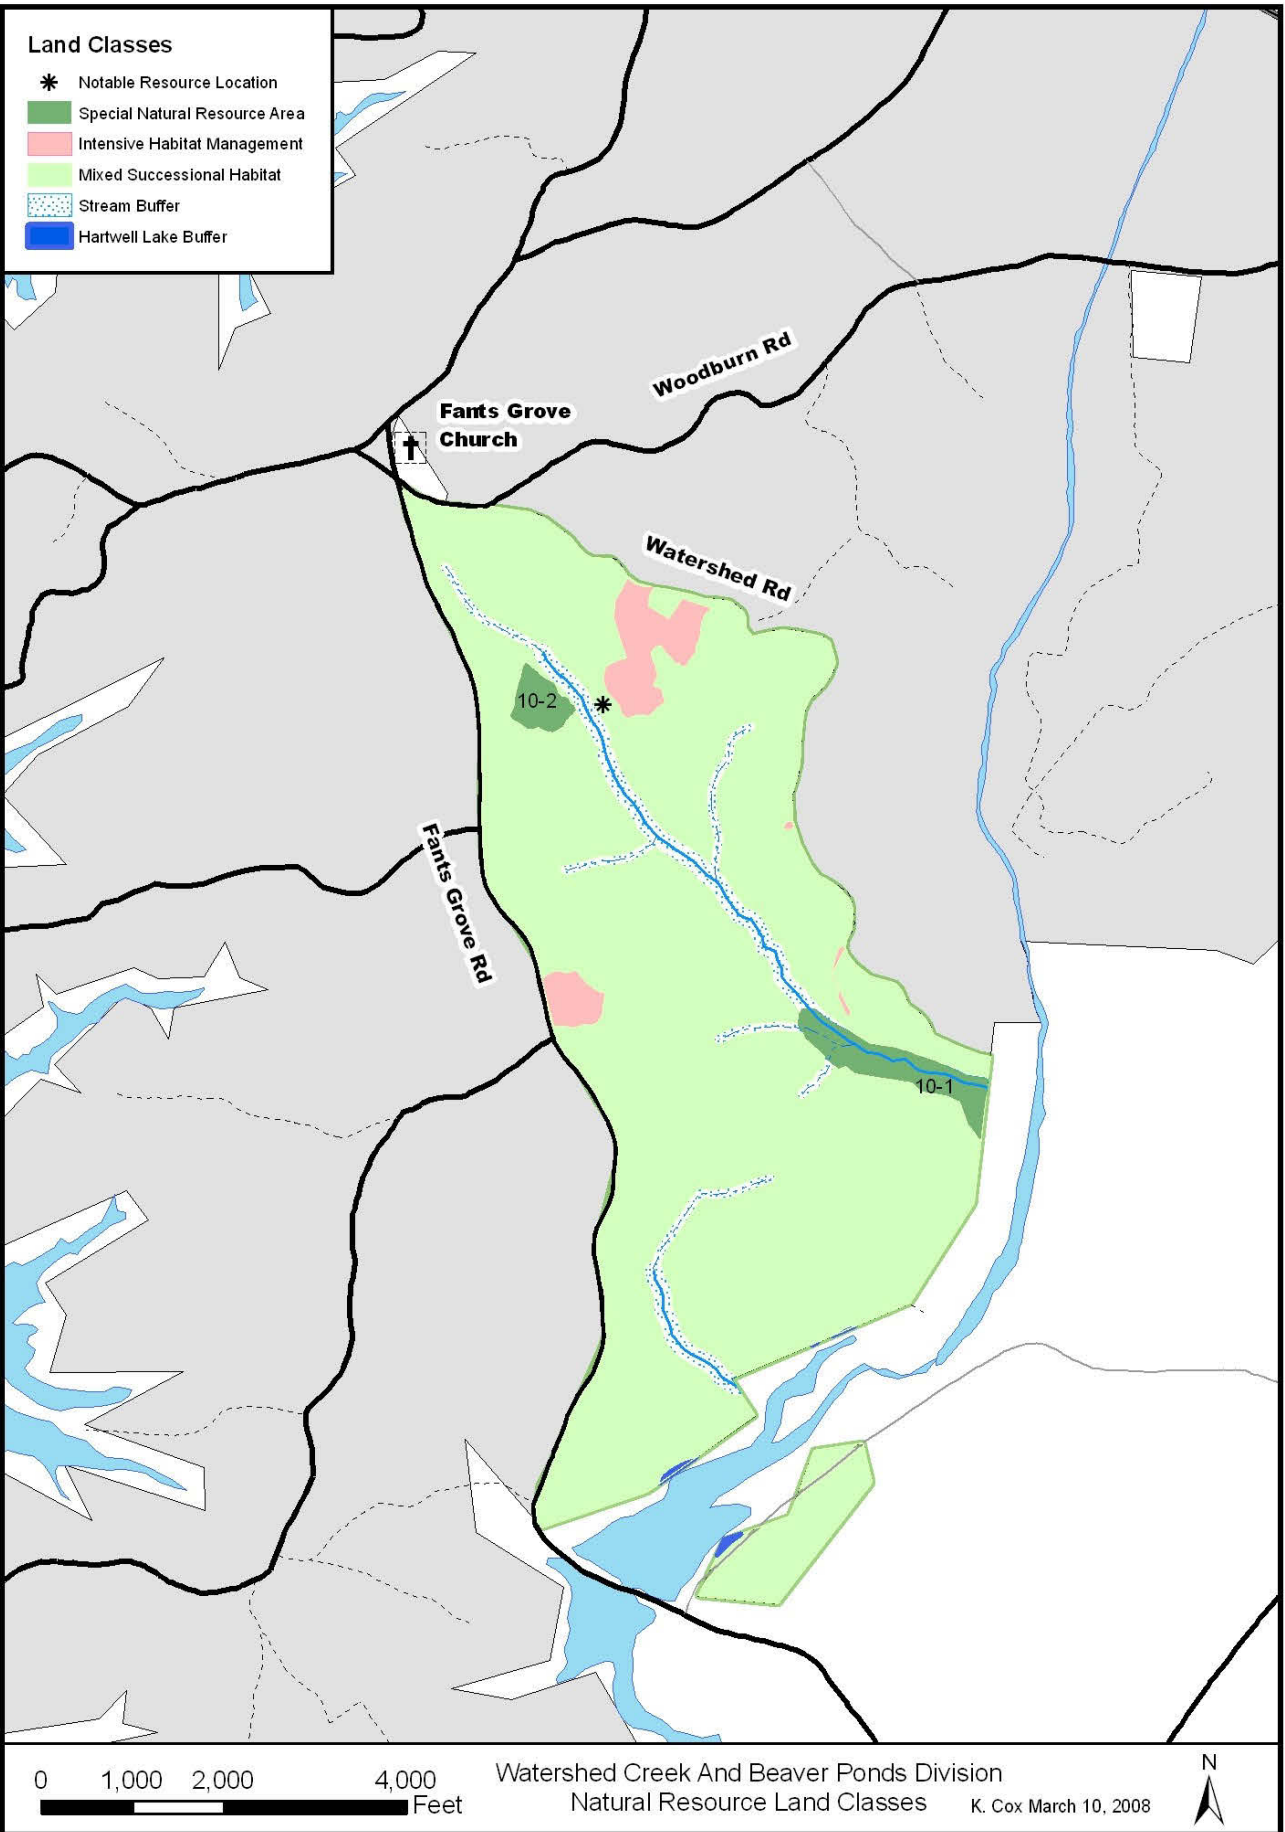 Land Classes
Notable Resource Location
Special Natural Resource Area
Intensive Habitat Management
Mixed Successional Habitat
Stream Buffer
Hartwell Lake Buffer
Woodburn Rd
Fants Grove
Church
Watershed Rd
10-2
Fants Grove Rd
10-1
0 1,000 2,000 4,000
Feet
Watershed Creek And Beaver Ponds Division
Natural Resource Land Classes
K. Cox March 10, 2008
N